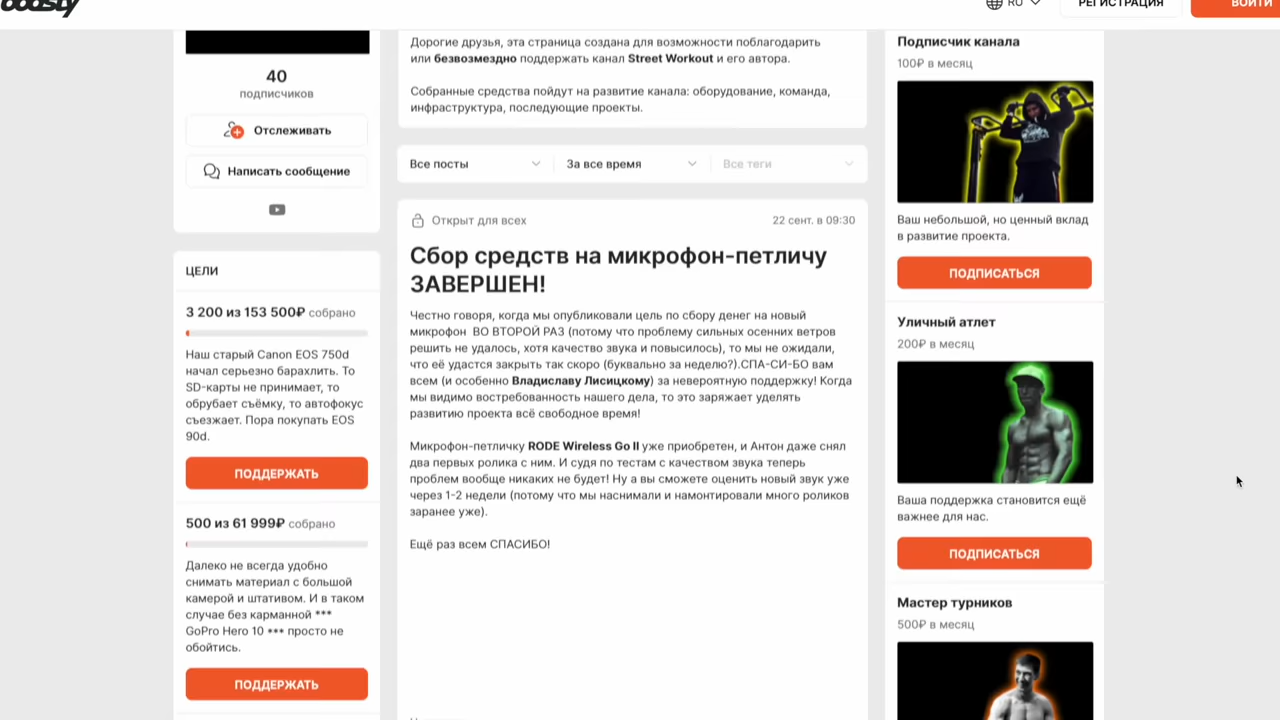 boosty
RU
РЕГИСТРАЦИЯ
ВОЙТИ
40
подписчиков
Отслеживать
Написать сообщение
ЦЕЛИ
3 200 из 153 500₽ собрано
Наш старый Canon EOS 750d
начал серьезно барахлить. То
SD-карты не принимает, то
обрубает съёмку, то автофокус
съезжает. Пора покупать EOS
90d.
ПОДДЕРЖАТЬ
500 из 61 999₽ собрано
Далеко не всегда удобно
снимать материал с большой
камерой и штативом. И в таком
случае без карманной ***
GoPro Hero 10 *** просто не
обойтись.
ПОДДЕРЖАТЬ
Дорогие друзья, эта страница создана для возможности поблагодарить
или безвозмездно поддержать канал Street Workout и его автора.
Собранные средства пойдут на развитие канала: оборудование, команда,
инфраструктура, последующие проекты.
Все посты
За все время
Все теги
Открыт для всех
22 сент. в 09:30
Сбор средств на микрофон-петличу
ЗАВЕРШЕН!
Честно говоря, когда мы опубликовали цель по сбору денег на новый
микрофон ВО ВТОРОЙ РАЗ (потому что проблему сильных осенних ветров
решить не удалось, хотя качество звука и повысилось), то мы не ожидали,
что её удастся закрыть так скоро (буквально за неделю?).СПА-СИ-БО вам
всем (и особенно Владиславу Лисицкому) за невероятную поддержку! Когда
мы видимо востребованность нашего дела, то это заряжает уделять
развитию проекта всё свободное время!
Микрофон-петличку RODE Wireless Go II уже приобретен, и Антон даже снял
два первых ролика с ним. И судя по тестам с качеством звука теперь
проблем вообще никаких не будет! Ну а вы сможете оценить новый звук уже
через 1-2 недели (потому что мы наснимали и намонтировали много роликов
заранее уже).
Ещё раз всем СПАСИБО!
Подписчик канала
100₽ в месяц
Ваш небольшой, но ценный вклад
в развитие проекта.
ПОДПИСАТЬСЯ
Уличный атлет
200₽ в месяц
Ваша поддержка становится ещё
важнее для нас.
ПОДПИСАТЬСЯ
Мастер турников
500₽ в месяц